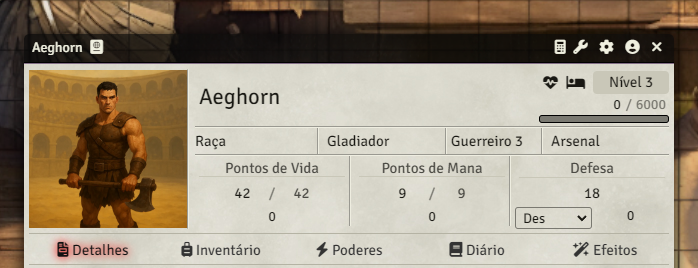 Aeghorn
Aeghorn
Nível 3
0 / 6000
Raça Gladiador Guerreiro 3 Arsenal
Pontos de Vida Pontos de Mana Defesa
42 / 42 9 / 9 18
0 0 Des 0
Detalhes Inventário Poderes Diário Efeitos